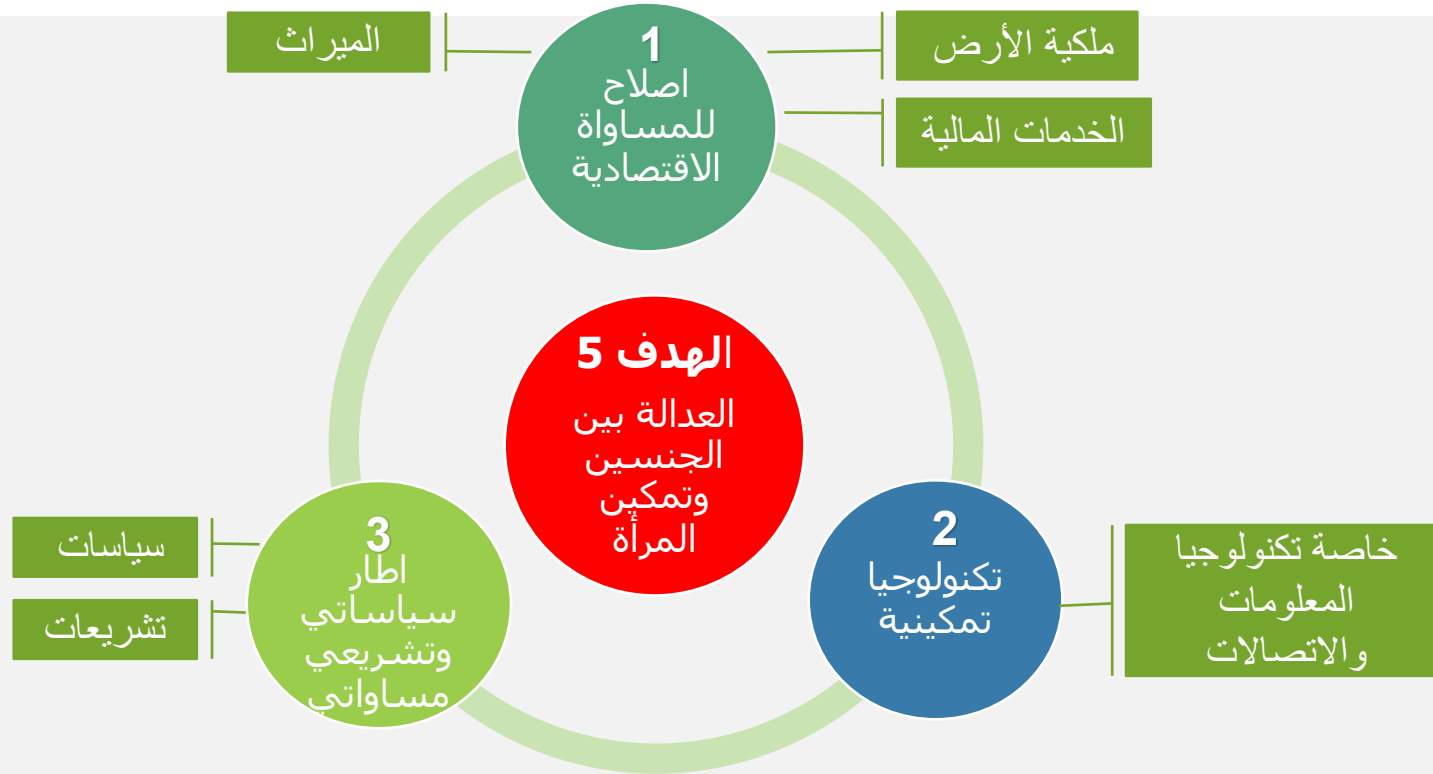 1
اصلاح
للمساواة
الاقتصادية
ملكية الأرض
الخدمات المالية
الميراث
الهدف 5
العدالة بين
الجنسين
وتمكين
المرأة
2
تكنولوجيا
تمكينية
خاصة تكنولوجيا
المعلومات
والاتصالات
3
اطار
سياساتي
وتشريعي
مساواتي
سياسات
تشريعات